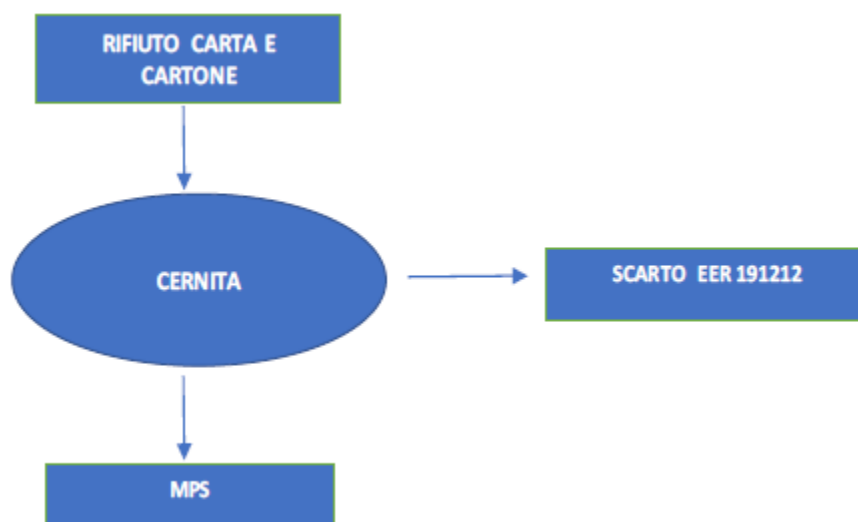 RIFIUTO CARTA E
CARTONE
CERNITA
SCARTO EER 191212
MPS